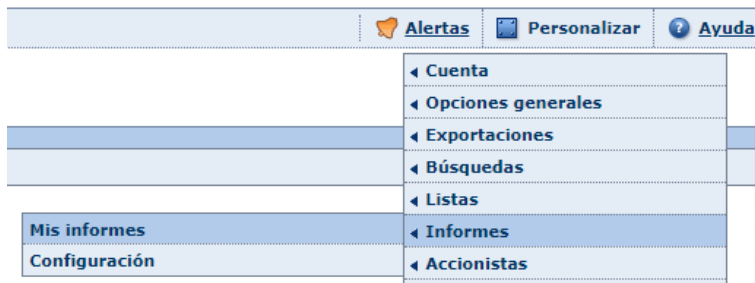 Alertas Personalizar Ayuda
Cuenta
Opciones generales
Exportaciones
Búsquedas
Listas
Mis informes Informes
Configuración Accionistas